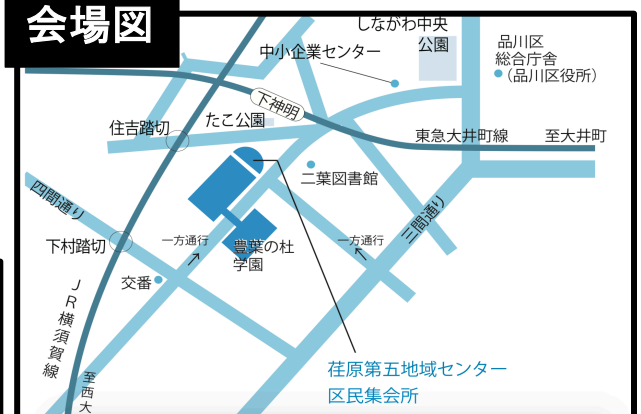 会場図
しながわ中央
公園
中小企業センター
品川区
総合庁舎
(品川区役所)
下神明
たこ公園
住吉踏切
東急大井町線
至大井町
二葉図書館
四間通り
三間通り
下村踏切
一方通行
豊葉の杜
学園
一方通行
交番
JR横須賀線
至西大
荏原第五地域センター
区民集会所